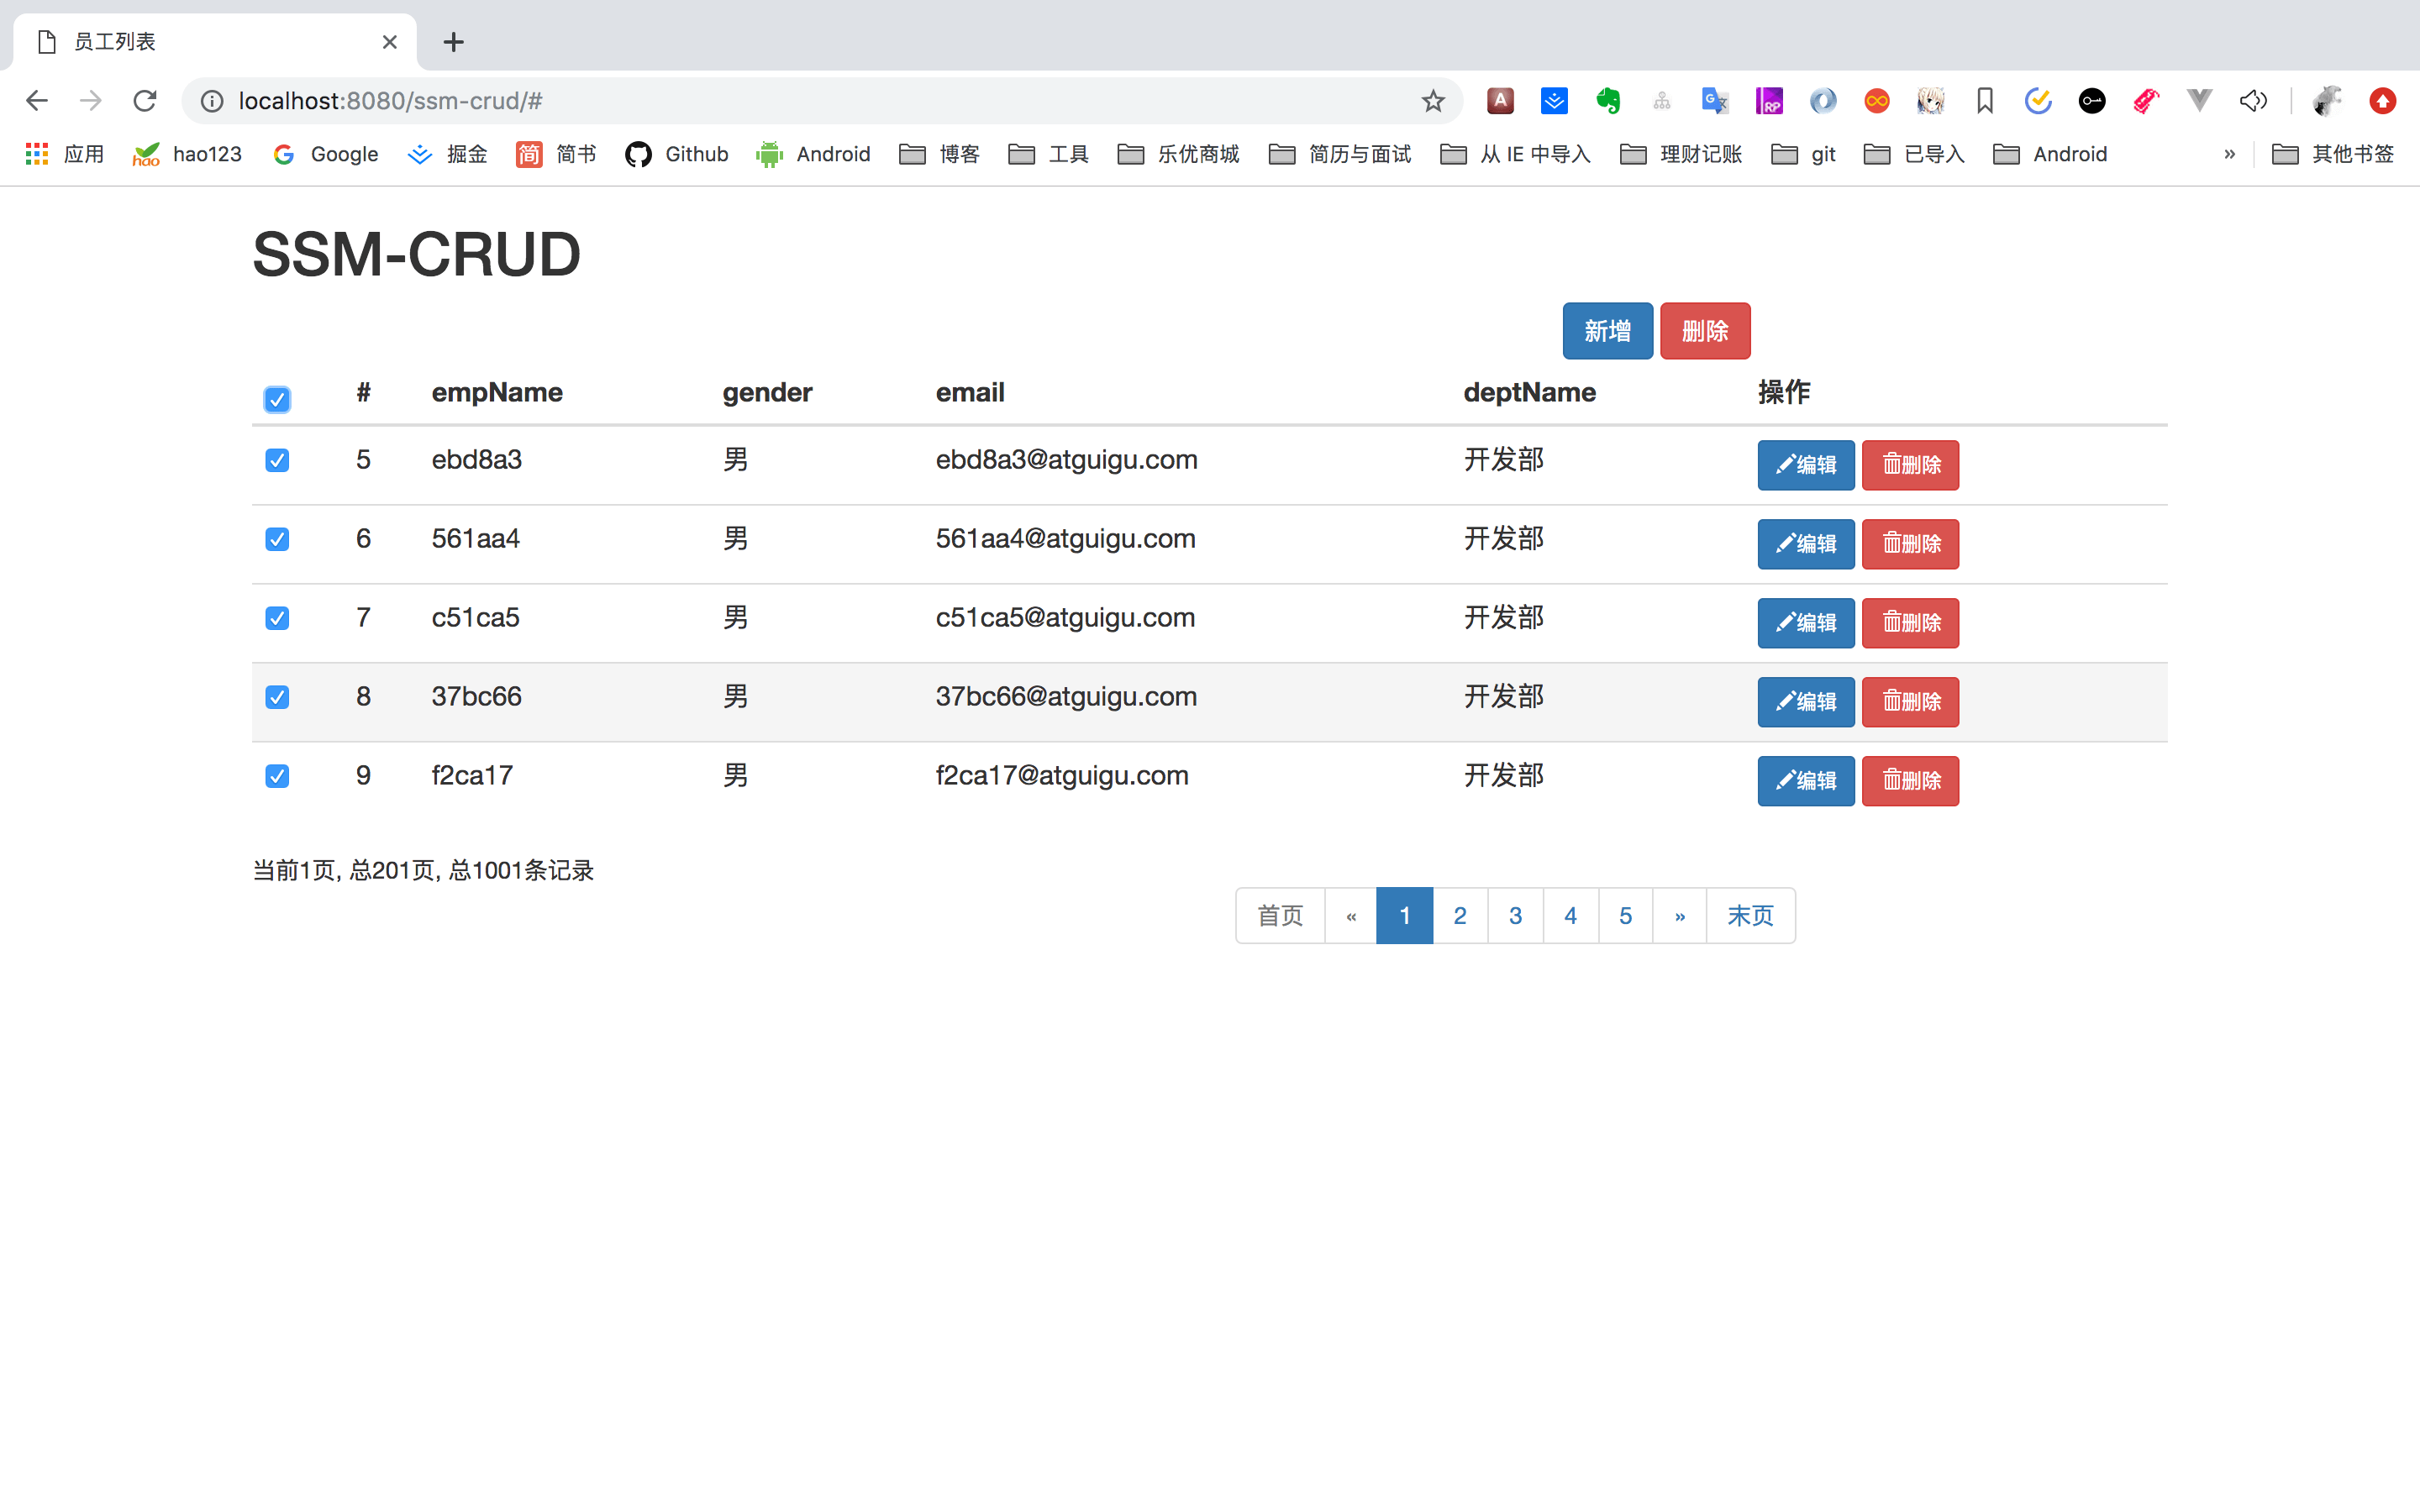 员工列表
localhost:8080/ssm-crud/#
应用 hao123 Google 掘金 简 简书 Github Android 博客 工具 乐优商城 简历与面试 从 IE 中导入 理财记账 git 已导入 Android » 其他书签
SSM-CRUD
新增 删除
# empName gender email deptName 操作
5 ebd8a3 男 ebd8a3@atguigu.com 开发部 编辑 删除
6 561aa4 男 561aa4@atguigu.com 开发部 编辑 删除
7 c51ca5 男 c51ca5@atguigu.com 开发部 编辑 删除
8 37bc66 男 37bc66@atguigu.com 开发部 编辑 删除
9 f2ca17 男 f2ca17@atguigu.com 开发部 编辑 删除
当前1页, 总201页, 总1001条记录
首页 « 1 2 3 4 5 » 末页